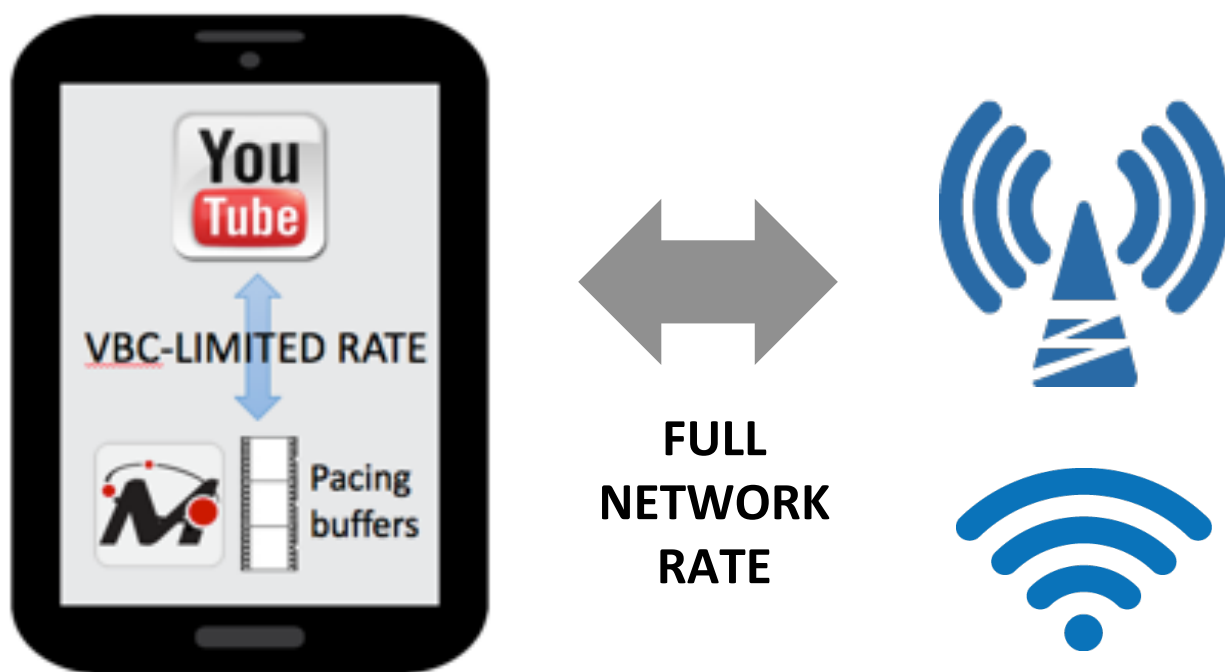 You
Tube
VBC-LIMITED RATE
M
Pacing
buffers
FULL
NETWORK
RATE